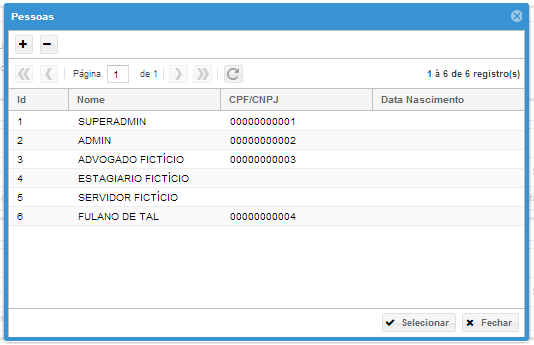 Pessoas
Página 1 de 1 1 à 6 de 6 registro(s)
Id Nome CPF/CNPJ Data Nascimento
1 SUPERADMIN 00000000001
2 ADMIN 00000000002
3 ADVOGADO FICTÍCIO 00000000003
4 ESTAGIARIO FICTÍCIO
5 SERVIDOR FICTÍCIO
6 FULANO DE TAL 00000000004
Selecionar Fechar